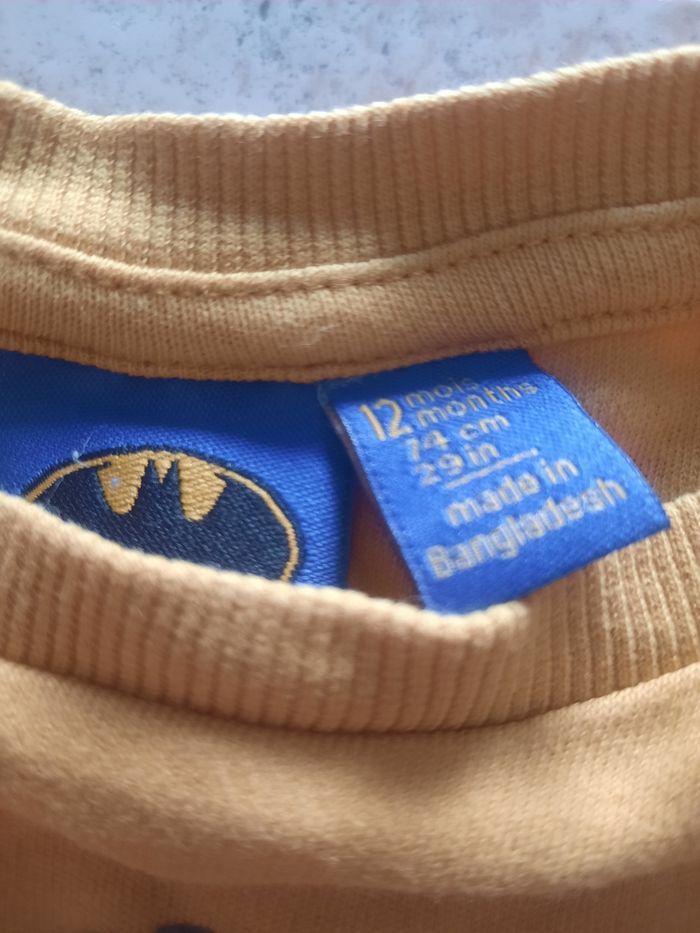 12 mois
months
74 cm
29 in
made in
Bangladesh